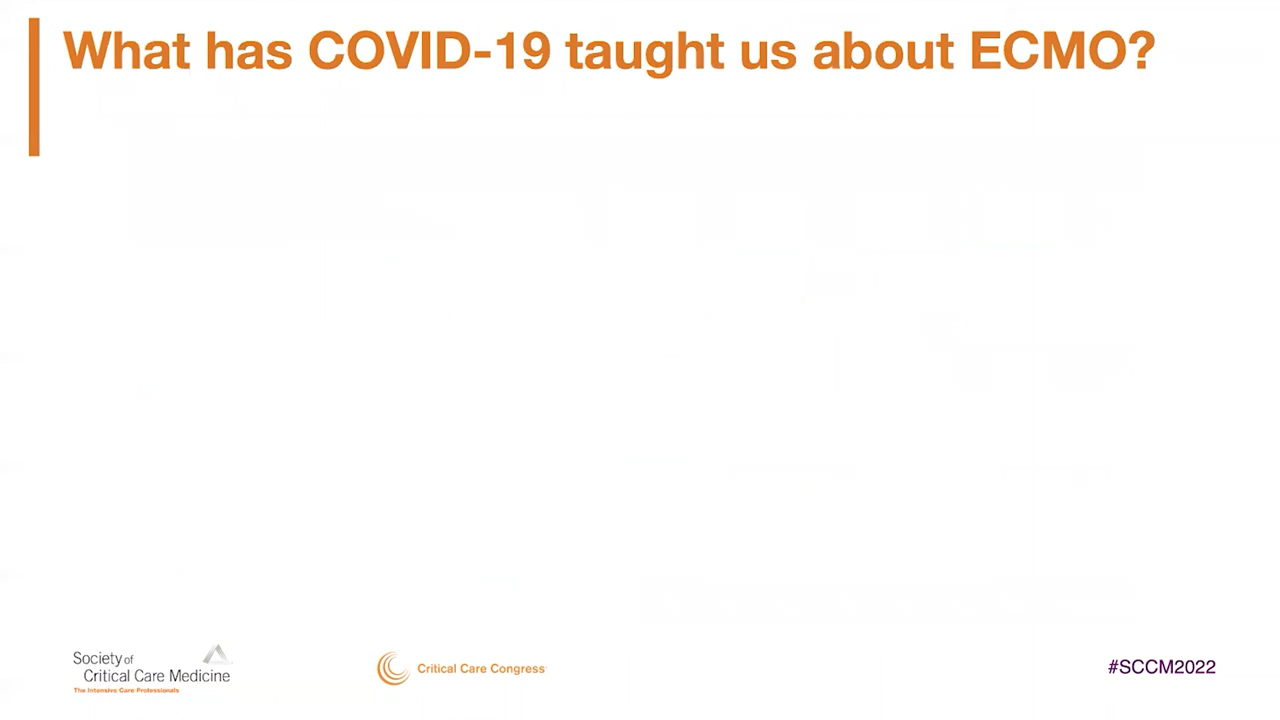 What has COVID-19 taught us about ECMO?
Society of
Critical Care Medicine
The Intensive Care Professionals
Critical Care Congress
#SCCM2022